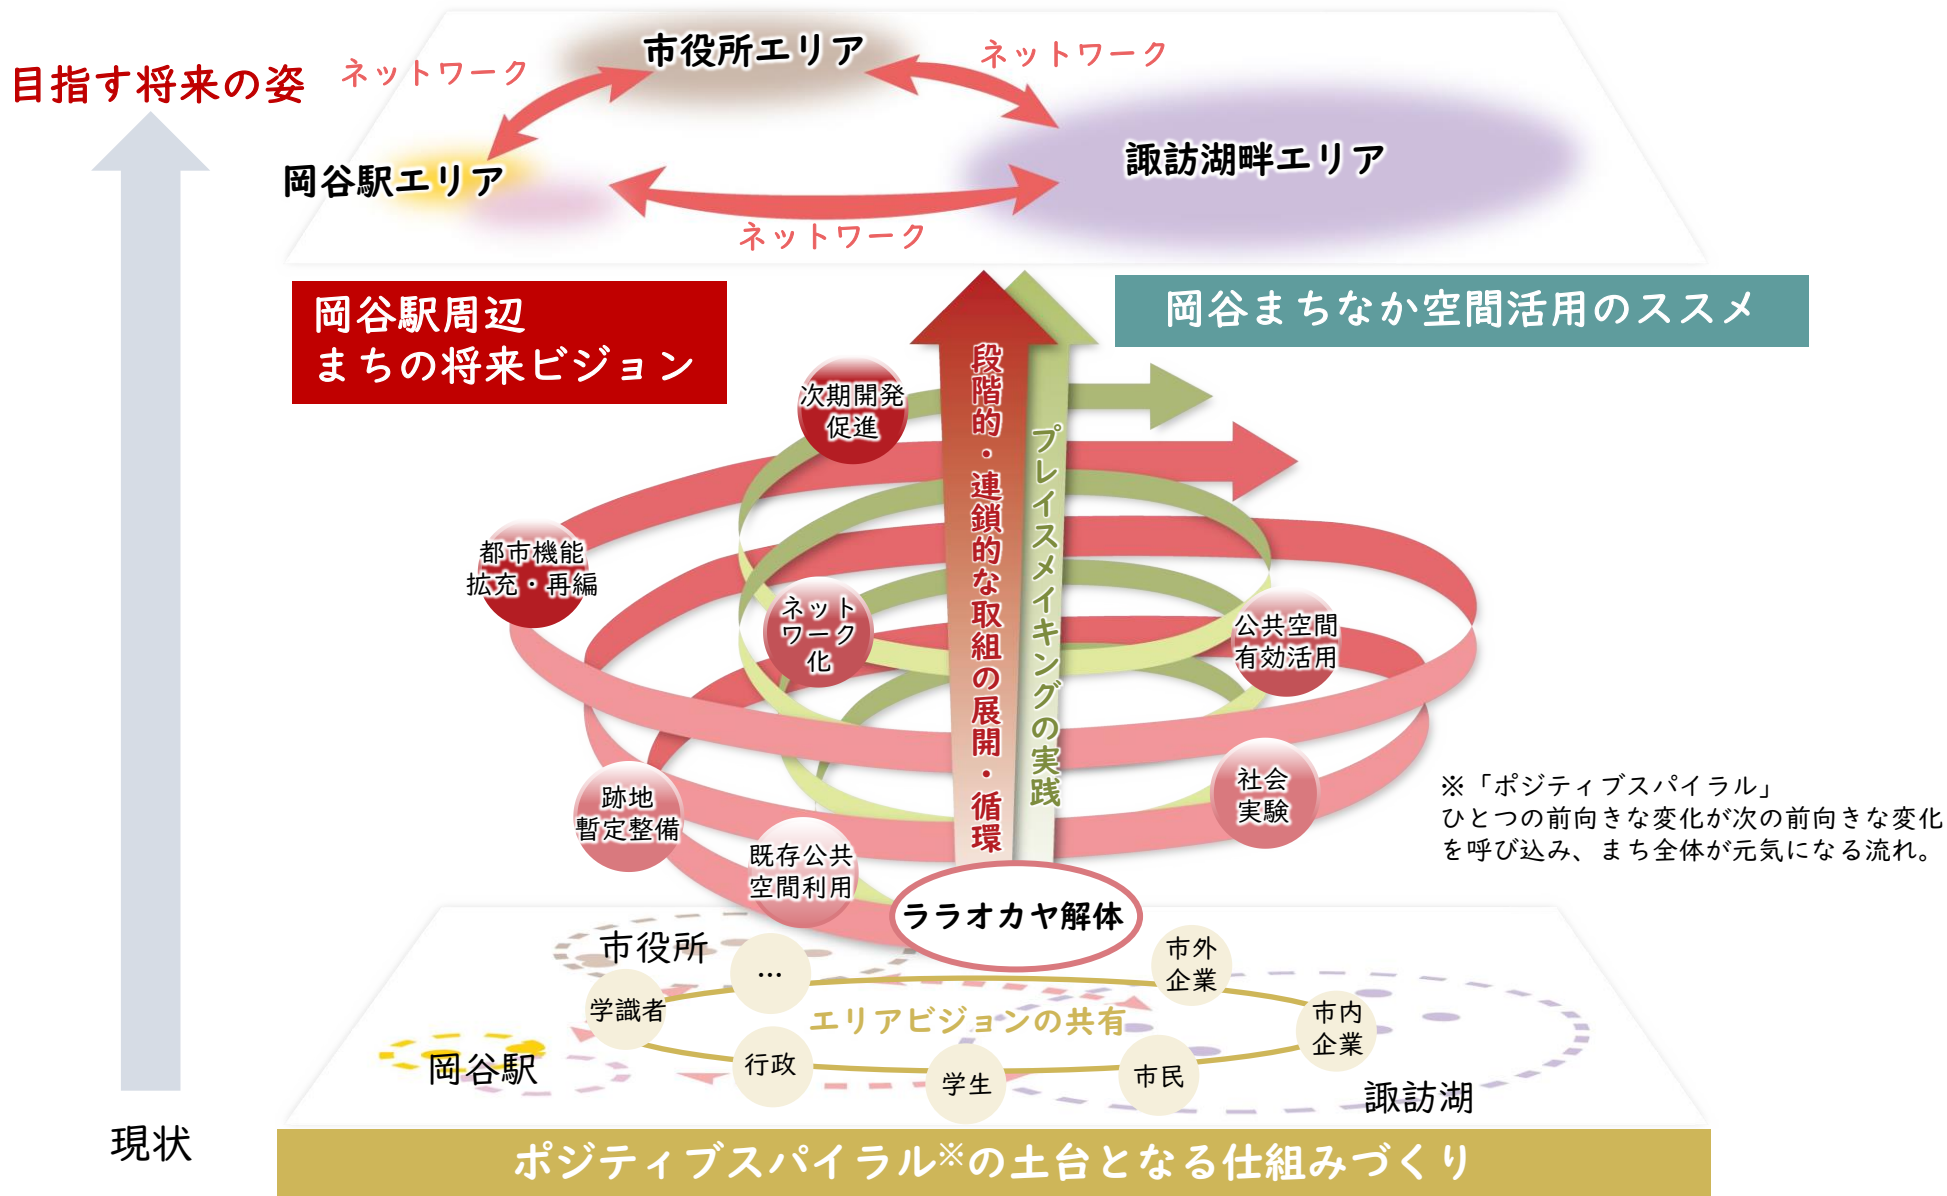 目指す将来の姿
市役所エリア
ネットワーク
ネットワーク
岡谷駅エリア
諏訪湖畔エリア
ネットワーク
岡谷駅周辺
まちの将来ビジョン
岡谷まちなか空間活用のススメ
段階的・連鎖的な取組の展開・循環
プレイスメイキングの実践
次期開発
促進
都市機能
拡充・再編
ネット
ワーク
化
公共空間
有効活用
跡地
暫定整備
社会
実験
既存公共
空間利用
※「ポジティブスパイラル」
ひとつの前向きな変化が次の前向きな変化
を呼び込み、まち全体が元気になる流れ。
ララオカヤ解体
市役所
…
市外
企業
学識者
エリアビジョンの共有
市内
企業
岡谷駅
行政
学生
市民
諏訪湖
現状
ポジティブスパイラル※の土台となる仕組みづくり